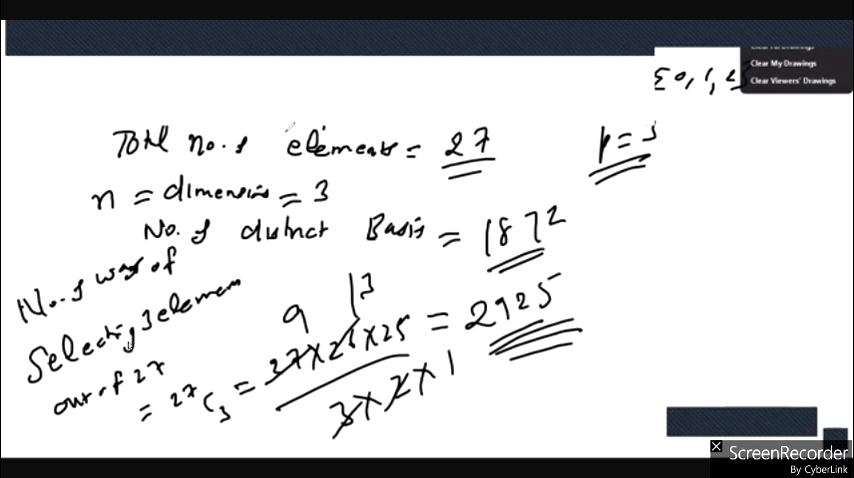 Clear My Drawings
Clear Viewers' Drawings
{0, 1, 2
Total no. of elements = 27
p = 3
n = dimension = 3
No. of distinct Basis = 1872
No. of ways of
Selecting 3 elements
out of 27
= 27C3 = 27×26×25 / 3×2×1 = 2925
9 13
ScreenRecorder
By CyberLink